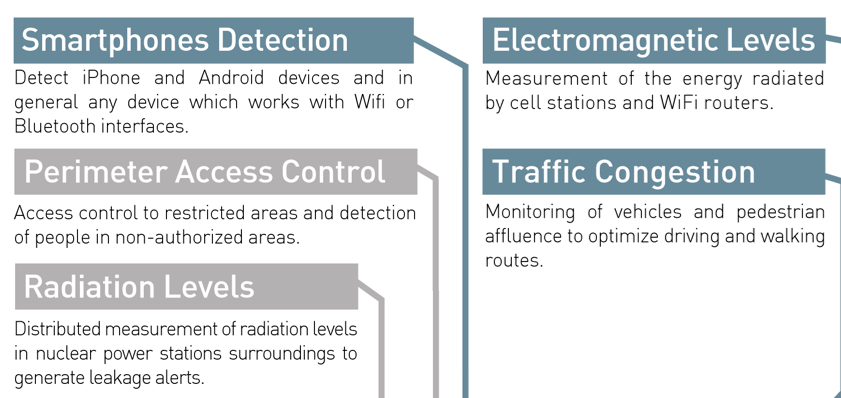 Smartphones Detection
Detect iPhone and Android devices and in
general any device which works with Wifi or
Bluetooth interfaces.
Perimeter Access Control
Access control to restricted areas and detection
of people in non-authorized areas.
Radiation Levels
Distributed measurement of radiation levels
in nuclear power stations surroundings to
generate leakage alerts.
Electromagnetic Levels
Measurement of the energy radiated
by cell stations and WiFi routers.
Traffic Congestion
Monitoring of vehicles and pedestrian
affluence to optimize driving and walking
routes.